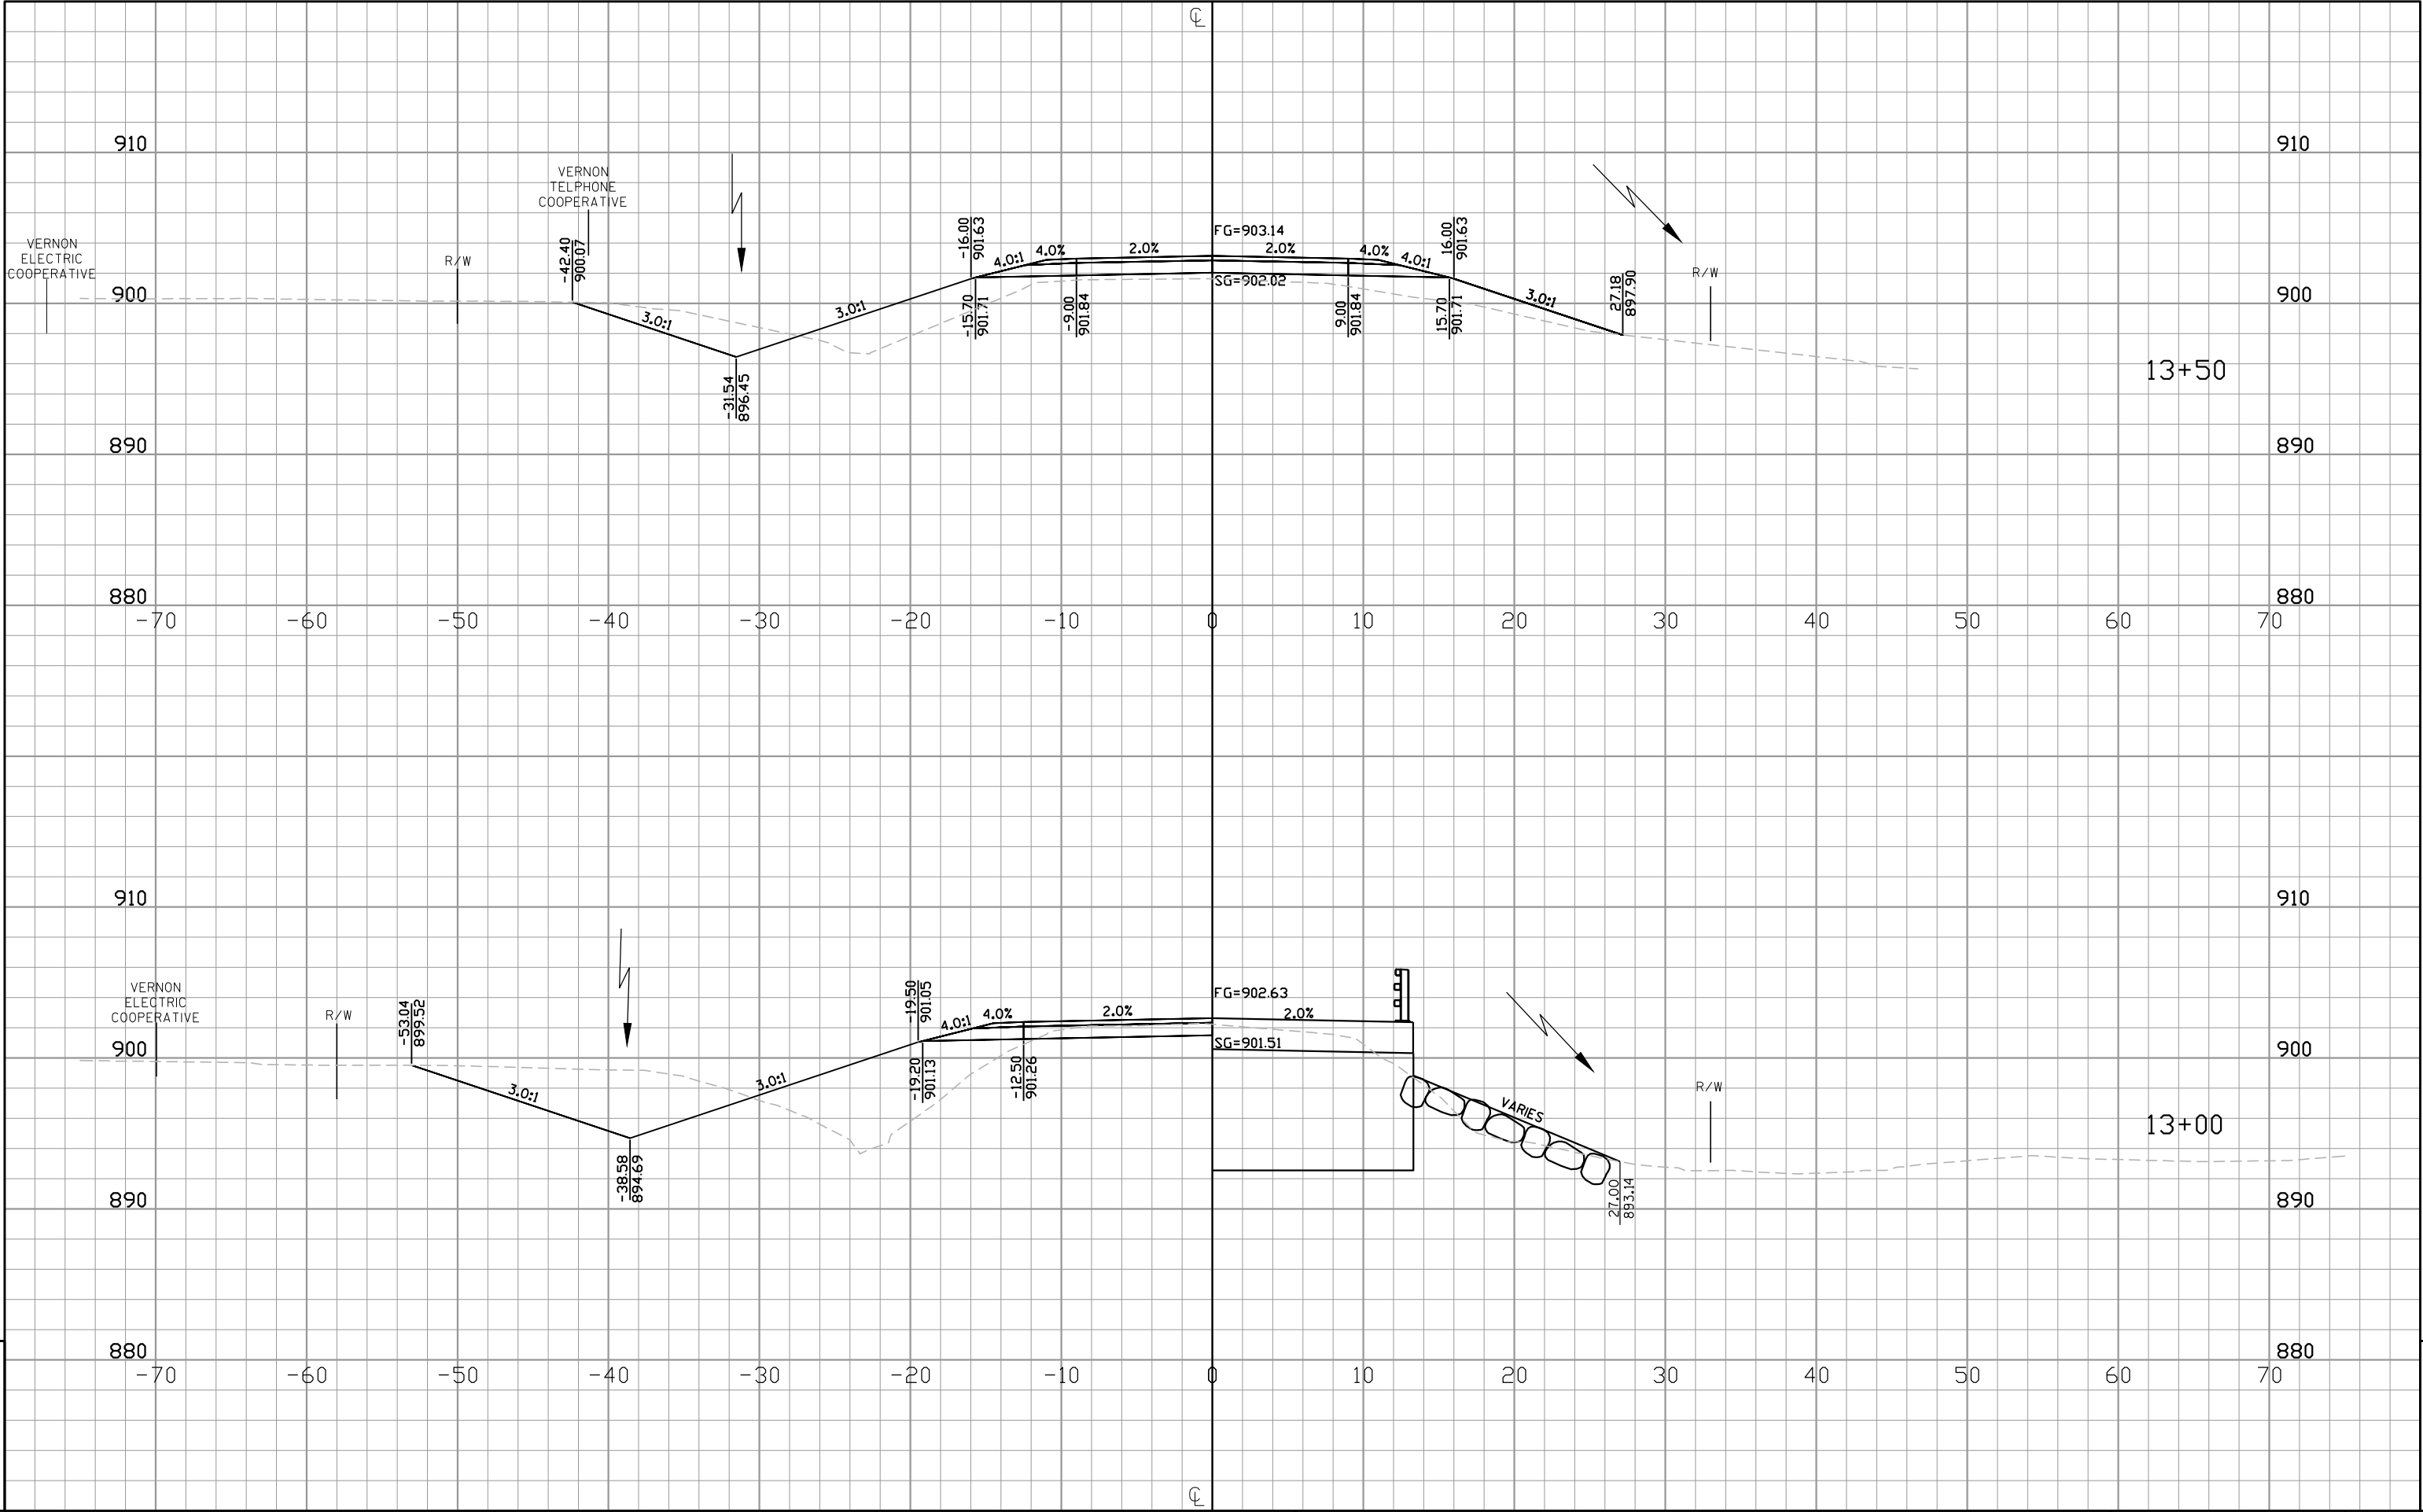 CL
910
910
VERNON
TELPHONE
COOPERATIVE
VERNON
ELECTRIC
COOPERATIVE
R/W
-42.40
900.07
-16.00
901.63
FG=903.14
16.00
901.63
4.0:1
4.0%
2.0%
2.0%
4.0%
4.0:1
R/W
27.18
897.90
SG=902.02
900
900
3.0:1
3.0:1
3.0:1
-15.70
901.71
-9.00
901.84
9.00
901.84
15.70
901.71
-31.54
896.45
13+50
890
890
880
880
-70 -60 -50 -40 -30 -20 -10 0 10 20 30 40 50 60 70
910
910
VERNON
ELECTRIC
COOPERATIVE
R/W
-53.04
899.52
-19.50
901.05
FG=902.63
4.0:1
4.0%
2.0%
2.0%
SG=901.51
900
900
3.0:1
3.0:1
-19.20
901.13
-12.50
901.26
VARIES
R/W
13+00
-38.58
894.69
27.00
893.14
890
890
880
880
-70 -60 -50 -40 -30 -20 -10 0 10 20 30 40 50 60 70
CL